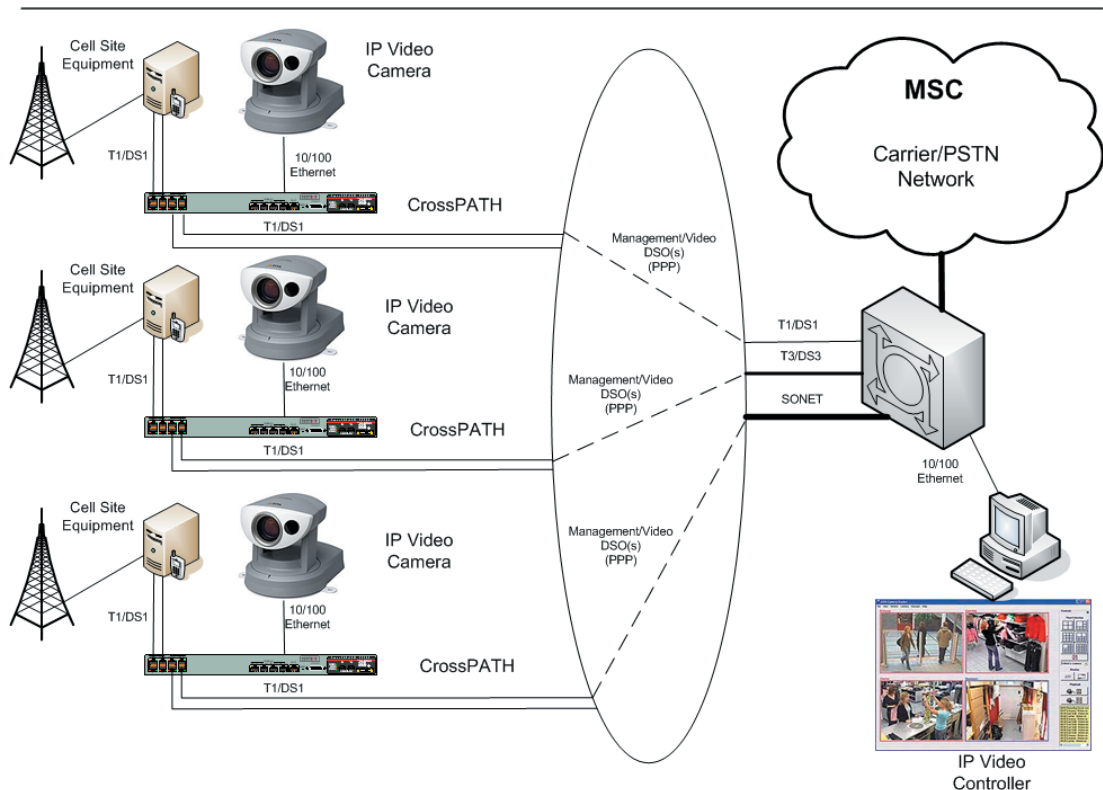 Cell Site
Equipment
IP Video
Camera
T1/DS1
10/100
Ethernet
CrossPATH
T1/DS1
Cell Site
Equipment
IP Video
Camera
T1/DS1
10/100
Ethernet
CrossPATH
T1/DS1
Cell Site
Equipment
IP Video
Camera
T1/DS1
10/100
Ethernet
CrossPATH
T1/DS1
Management/Video
DSO(s)
(PPP)
Management/Video
DSO(s)
(PPP)
Management/Video
DSO(s)
(PPP)
MSC
Carrier/PSTN
Network
T1/DS1
T3/DS3
SONET
10/100
Ethernet
IP Video
Controller